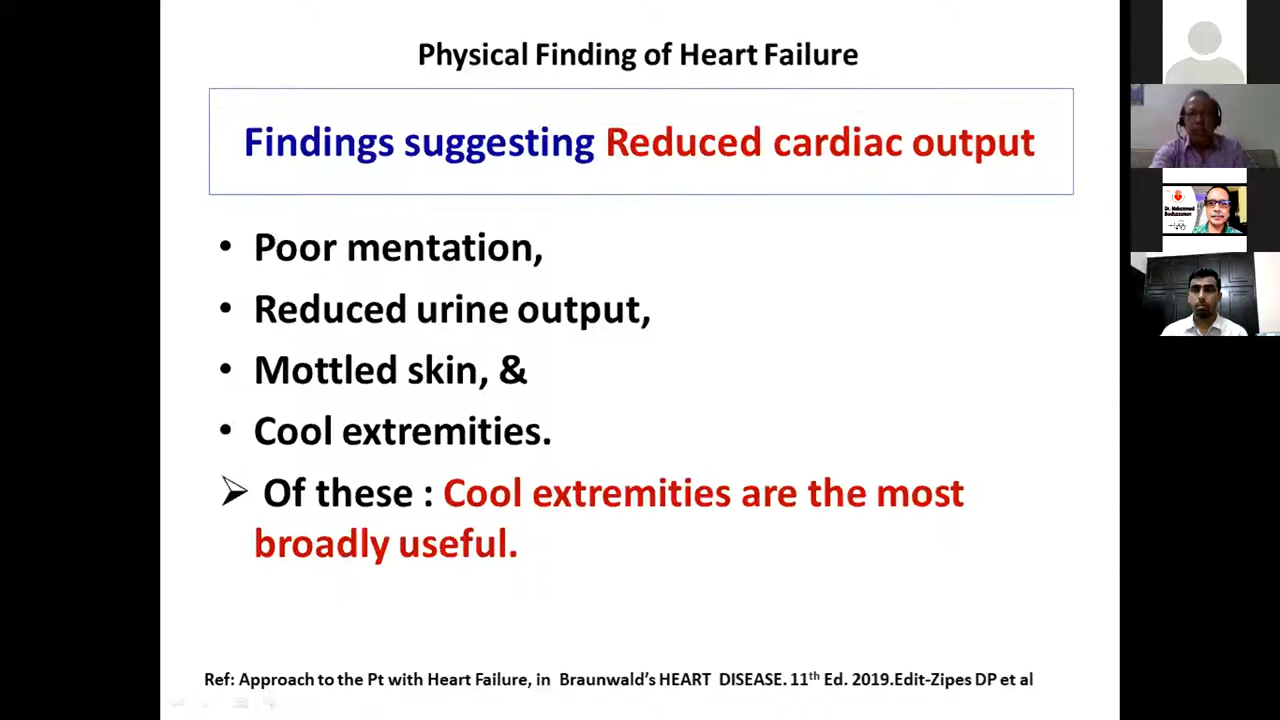 Physical Finding of Heart Failure
Findings suggesting Reduced cardiac output
• Poor mentation,
• Reduced urine output,
• Mottled skin, &
• Cool extremities.
➢ Of these : Cool extremities are the most
broadly useful.
Ref: Approach to the Pt with Heart Failure, in Braunwald's HEART DISEASE. 11th Ed. 2019.Edit-Zipes DP et al
Dr. Mohammed